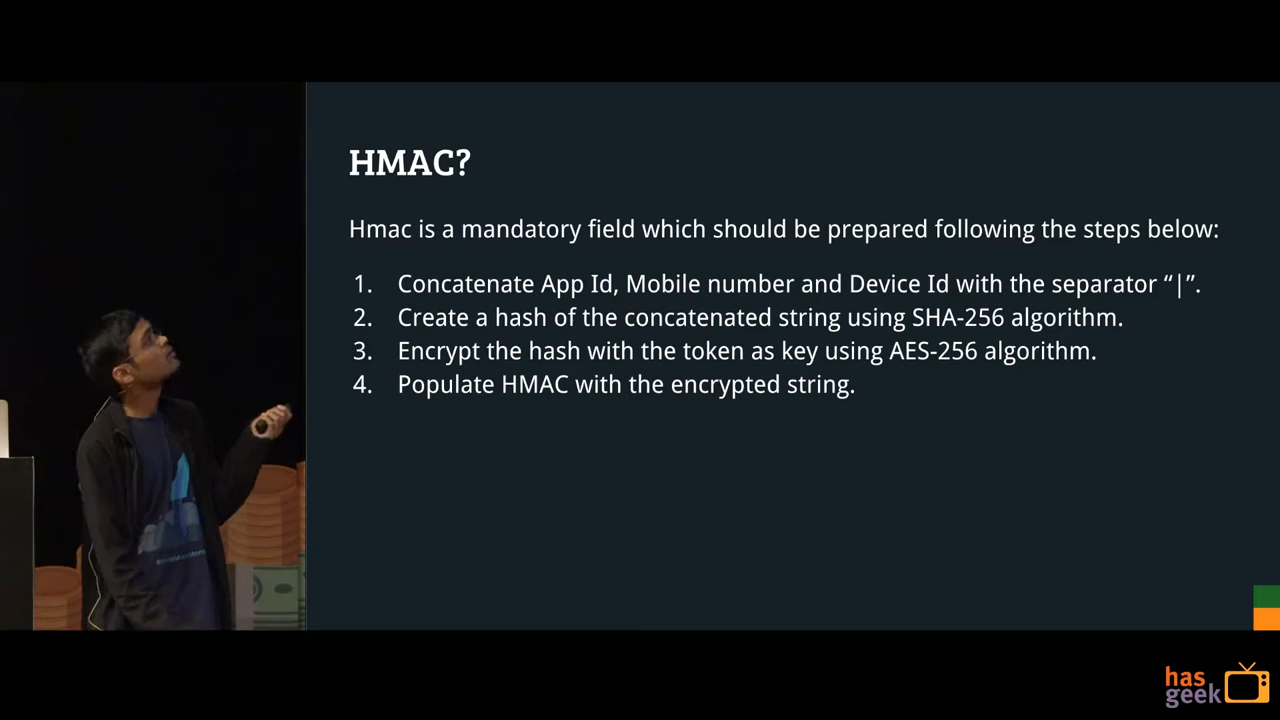 HMAC?
Hmac is a mandatory field which should be prepared following the steps below:
1. Concatenate App Id, Mobile number and Device Id with the separator “|”.
2. Create a hash of the concatenated string using SHA-256 algorithm.
3. Encrypt the hash with the token as key using AES-256 algorithm.
4. Populate HMAC with the encrypted string.
has
geek